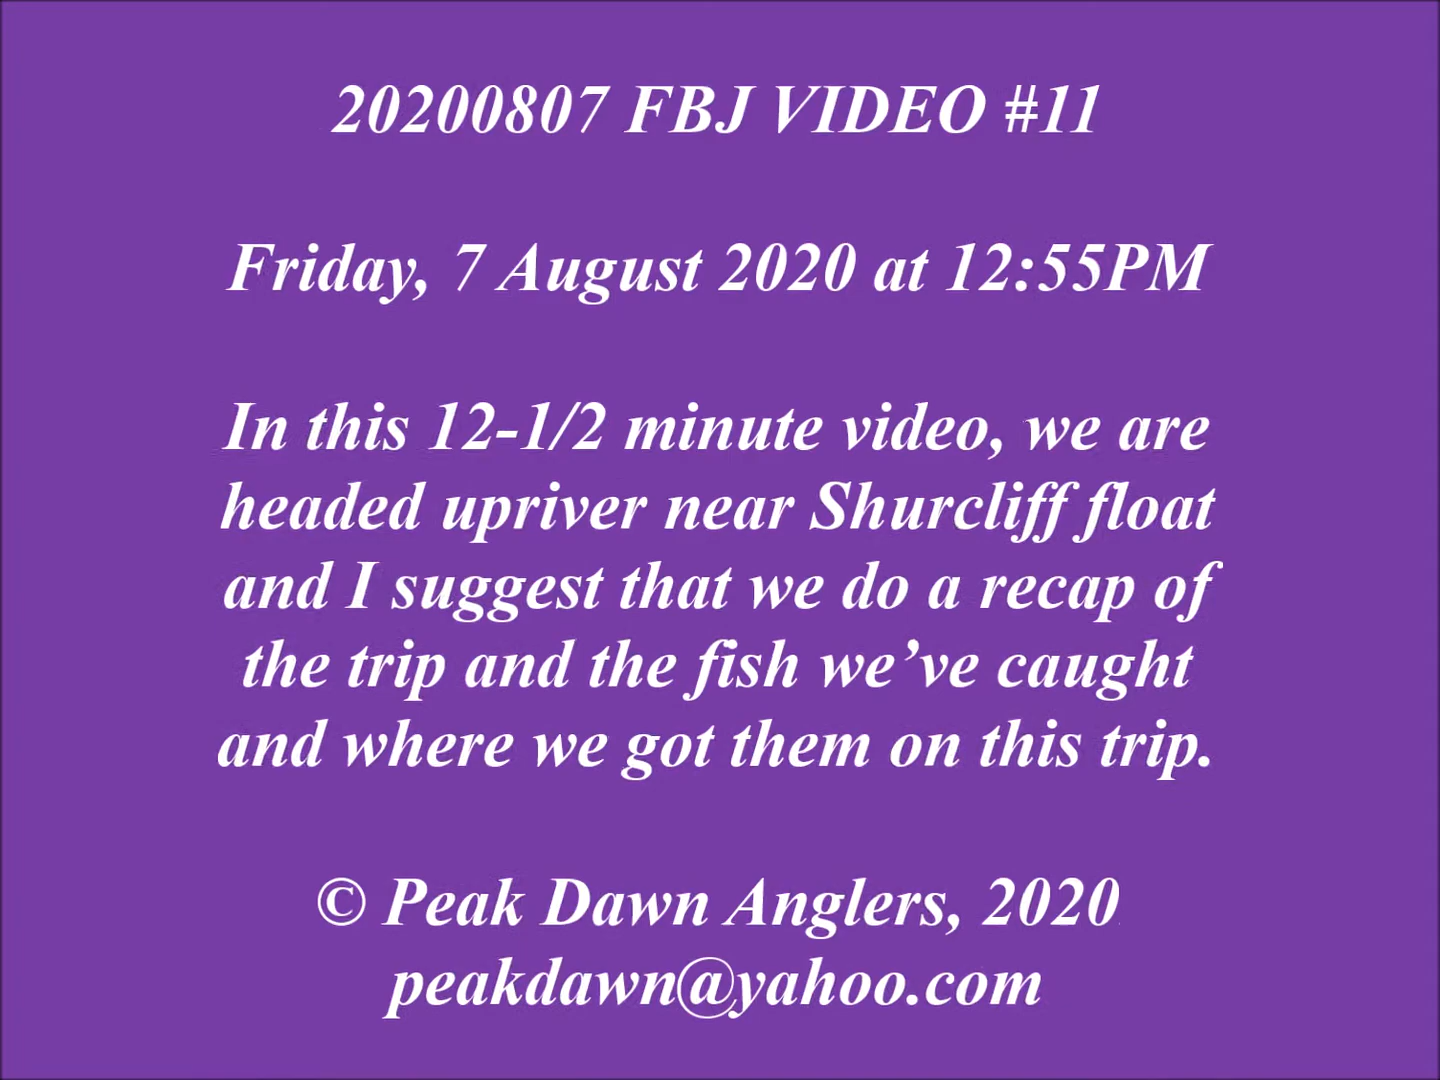 20200807 FBJ VIDEO #11
Friday, 7 August 2020 at 12:55PM
In this 12-1/2 minute video, we are
headed upriver near Shurcliff float
and I suggest that we do a recap of
the trip and the fish we’ve caught
and where we got them on this trip.
© Peak Dawn Anglers, 2020
peakdawn@yahoo.com